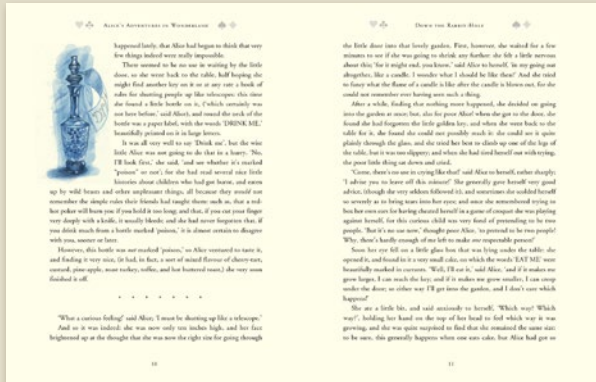 ALICE'S ADVENTURES IN WONDERLAND
happened lately, that Alice had begun to think that very
few things indeed were really impossible.
There seemed to be no use in waiting by the little
door, so she went back to the table, half hoping she
might find another key on it or at any rate a book of
rules for shutting people up like telescopes: this time
she found a little bottle on it, ('which certainly was
not here before,' said Alice), and round the neck of the
bottle was a paper label, with the words 'DRINK ME,'
beautifully printed on it in large letters.
It was all very well to say 'Drink me', but the wise
little Alice was not going to do that in a hurry. 'No,
I'll look first,' she said, 'and see whether it's marked
"poison" or not'; for she had read several nice little
histories about children who had got burnt, and eaten
up by wild beasts and other unpleasant things, all because they would not
remember the simple rules their friends had taught them: such as, that a red-
hot poker will burn you if you hold it too long; and that, if you cut your finger
very deeply with a knife, it usually bleeds; and she had never forgotten that, if
you drink much from a bottle marked 'poison,' it is almost certain to disagree
with you, sooner or later.
However, this bottle was not marked 'poison,' so Alice ventured to taste it,
and finding it very nice, (it had, in fact, a sort of mixed flavour of cherry-tart,
custard, pine-apple, roast turkey, toffee, and hot buttered toast,) she very soon
finished it off.
* * * * * * *
'What a curious feeling!' said Alice; 'I must be shutting up like a telescope.'
And so it was indeed: she was now only ten inches high, and her face
brightened up at the thought that she was now the right size for going through
10
DOWN THE RABBIT-HOLE
the little door into that lovely garden. First, however, she waited for a few
minutes to see if she was going to shrink any further: she felt a little nervous
about this; 'for it might end, you know,' said Alice to herself, 'in my going out
altogether, like a candle. I wonder what I should be like then?' And she tried
to fancy what the flame of a candle is like after the candle is blown out, for she
could not remember ever having seen such a thing.
After a while, finding that nothing more happened, she decided on going
into the garden at once; but, alas for poor Alice! when she got to the door, she
found she had forgotten the little golden key, and when she went back to the
table for it, she found she could not possibly reach it: she could see it quite
plainly through the glass, and she tried her best to climb up one of the legs of
the table, but it was too slippery; and when she had tired herself out with trying,
the poor little thing sat down and cried.
'Come, there's no use in crying like that!' said Alice to herself, rather sharply;
'I advise you to leave off this minute!' She generally gave herself very good
advice, (though she very seldom followed it), and sometimes she scolded herself
so severely as to bring tears into her eyes; and once she remembered trying to
box her own ears for having cheated herself in a game of croquet she was playing
against herself, for this curious child was very fond of pretending to be two
people. 'But it's no use now,' thought poor Alice, 'to pretend to be two people!
Why, there's hardly enough of me left to make one respectable person!'
Soon her eye fell on a little glass box that was lying under the table: she
opened it, and found in it a very small cake, on which the words 'EAT ME' were
beautifully marked in currants. 'Well, I'll eat it,' said Alice, 'and if it makes me
grow larger, I can reach the key; and if it makes me grow smaller, I can creep
under the door; so either way I'll get into the garden, and I don't care which
happens!'
She ate a little bit, and said anxiously to herself, 'Which way? Which
way?', holding her hand on the top of her head to feel which way it was
growing, and she was quite surprised to find that she remained the same size:
to be sure, this generally happens when one eats cake, but Alice had got so
11